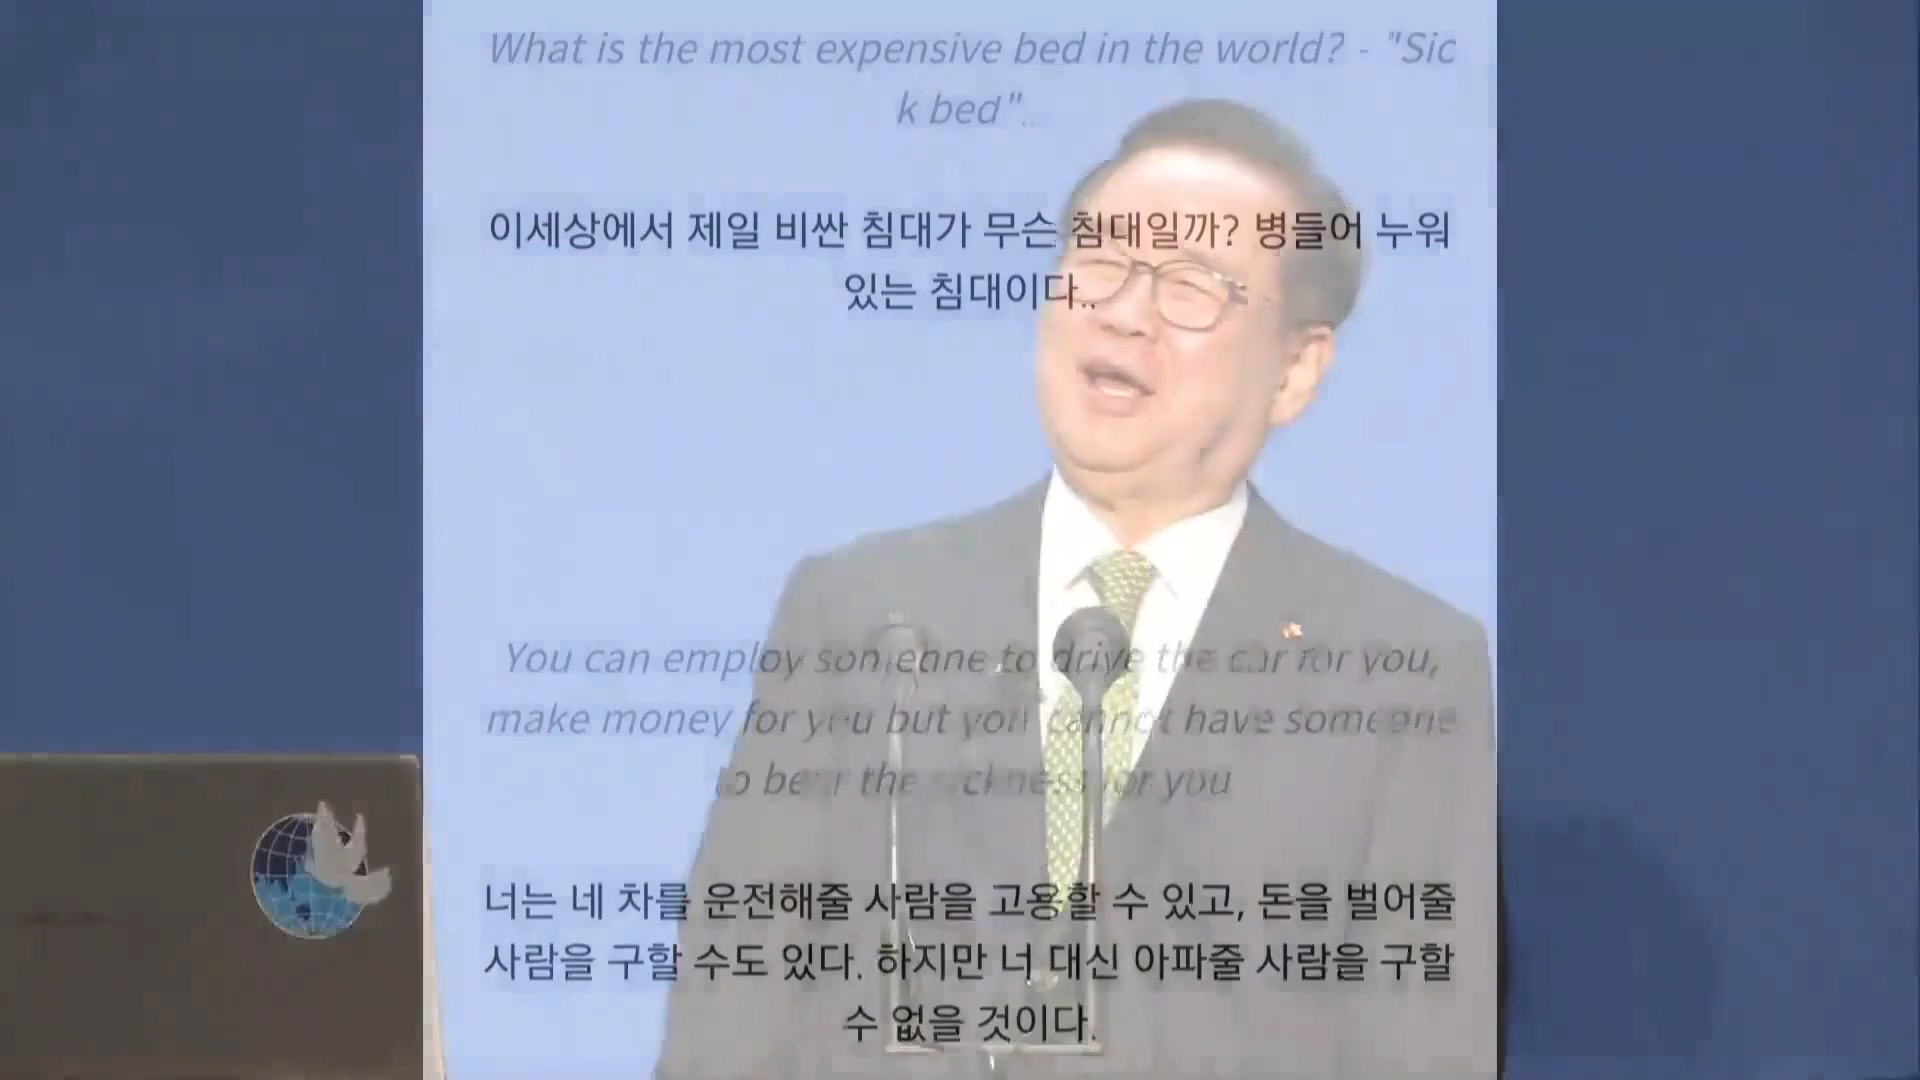 What is the most expensive bed in the world? - "Sic
k bed"..
이세상에서 제일 비싼 침대가 무슨 침대일까? 병들어 누워
있는 침대이다..
You can employ someone to drive the car for you,
make money for you but you cannot have someone
to bear the sickness for you
너는 네 차를 운전해줄 사람을 고용할 수 있고, 돈을 벌어줄
사람을 구할 수도 있다. 하지만 너 대신 아파줄 사람을 구할
수 없을 것이다.